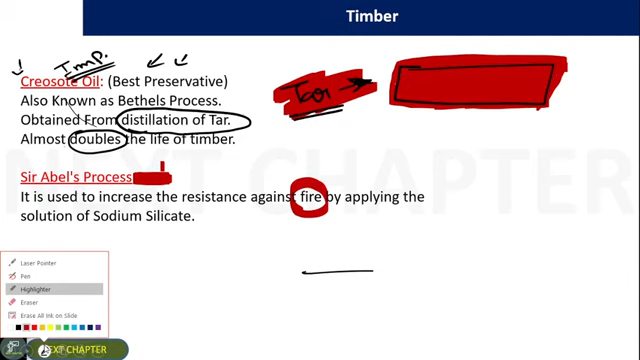 Timber
Imp.
Creosote Oil: (Best Preservative)
Also Known as Bethels Process.
Obtained From distillation of Tar.
Almost doubles the life of timber.
Tar
Sir Abel's Process
It is used to increase the resistance against fire by applying the
solution of Sodium Silicate.
NEXT CHAPTER
Laser Pointer
Pen
Highlighter
Eraser
Erase All Ink on Slide
NEXT CHAPTER